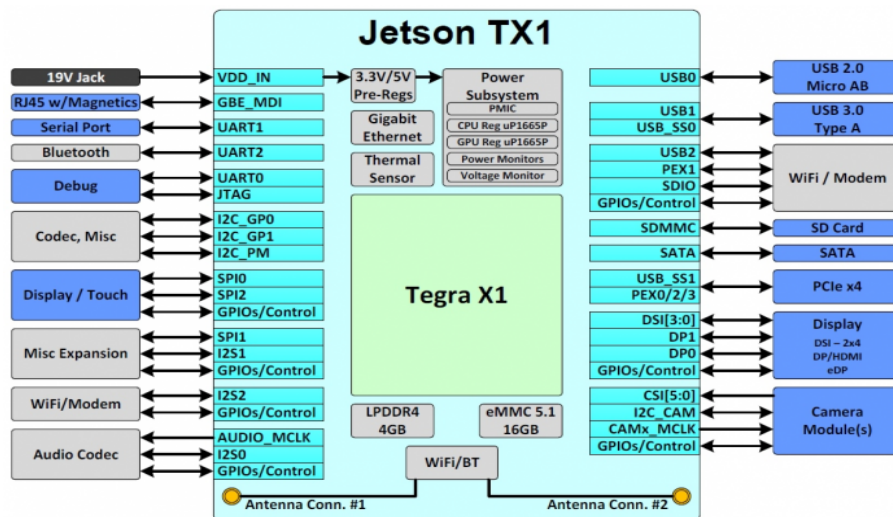 Jetson TX1
19V Jack
RJ45 w/Magnetics
Serial Port
Bluetooth
Debug
Codec, Misc
Display / Touch
Misc Expansion
WiFi/Modem
Audio Codec
VDD_IN
GBE_MDI
UART1
UART2
UART0
JTAG
I2C_GP0
I2C_GP1
I2C_PM
SPI0
SPI2
GPIOs/Control
SPI1
I2S1
GPIOs/Control
I2S2
GPIOs/Control
AUDIO_MCLK
I2S0
GPIOs/Control
3.3V/5V
Pre-Regs
Gigabit
Ethernet
Thermal
Sensor
Power
Subsystem
PMIC
CPU Reg uP1665P
GPU Reg uP1665P
Power Monitors
Voltage Monitor
Tegra X1
LPDDR4
4GB
eMMC 5.1
16GB
WiFi/BT
Antenna Conn. #1
Antenna Conn. #2
USB0
USB1
USB_SS0
USB2
PEX1
SDIO
GPIOs/Control
SDMMC
SATA
USB_SS1
PEX0/2/3
DSI[3:0]
DP1
DP0
GPIOs/Control
CSI[5:0]
I2C_CAM
CAMx_MCLK
GPIOs/Control
USB 2.0
Micro AB
USB 3.0
Type A
WiFi / Modem
SD Card
SATA
PCIe x4
Display
DSI – 2x4
DP/HDMI
eDP
Camera
Module(s)